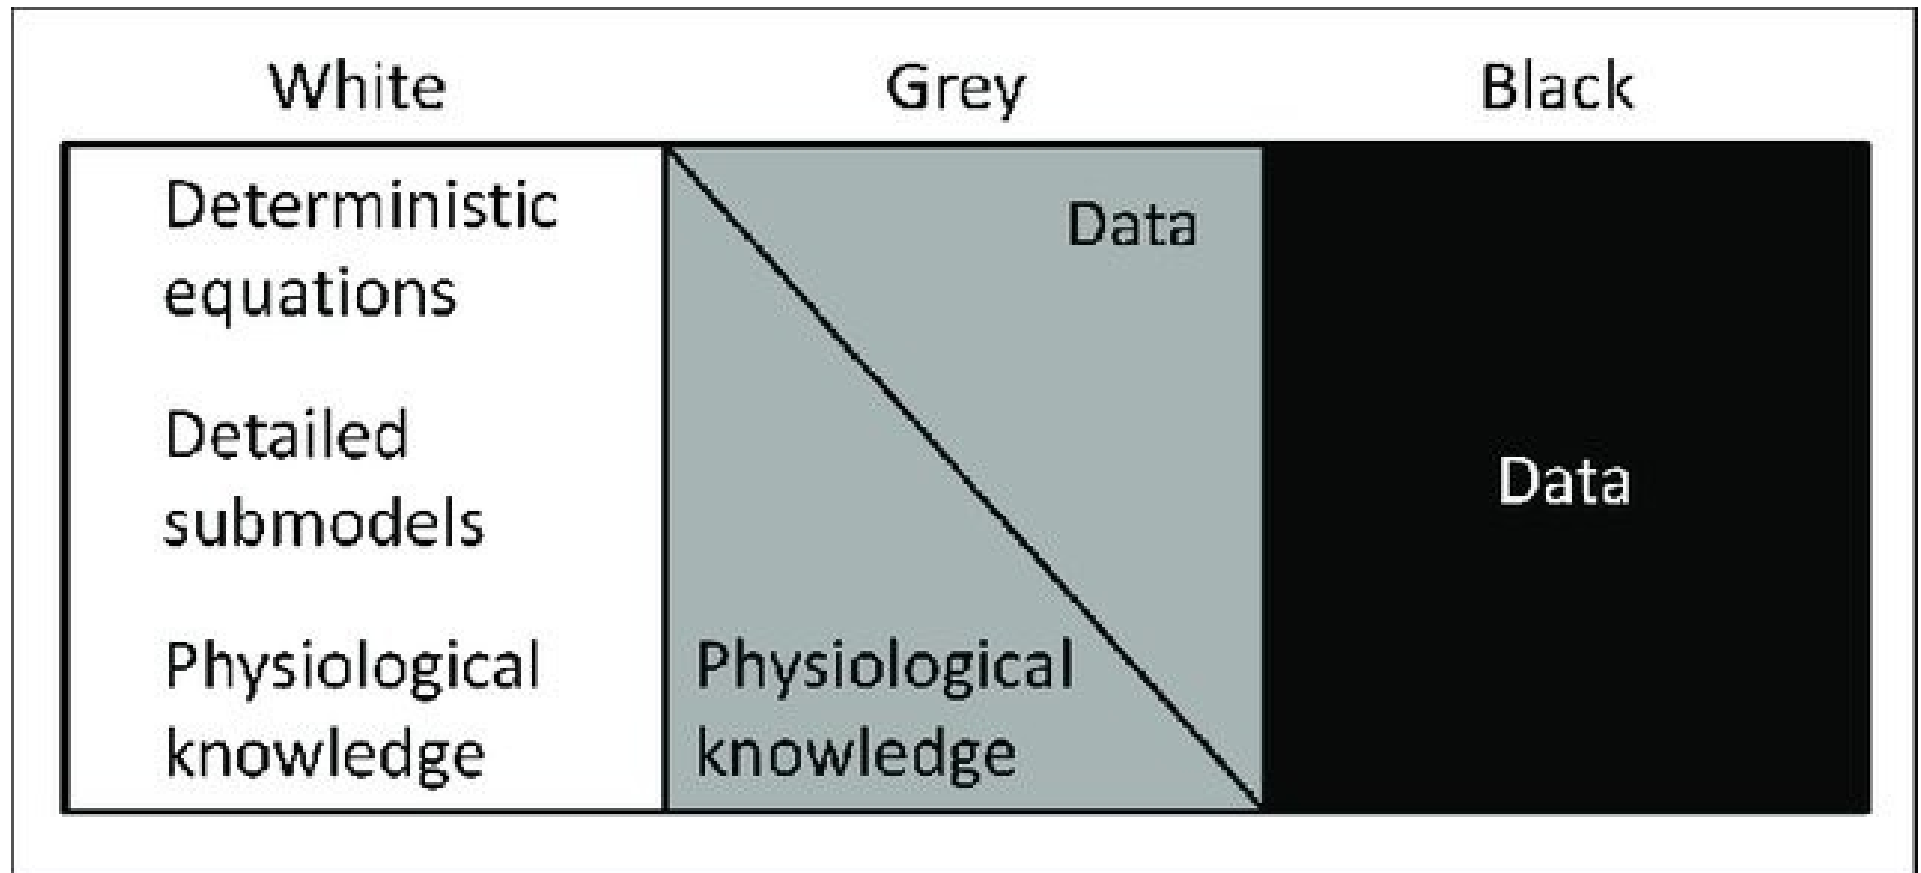 White
Grey
Black
Deterministic
equations
Detailed
submodels
Physiological
knowledge
Data
Physiological
knowledge
Data